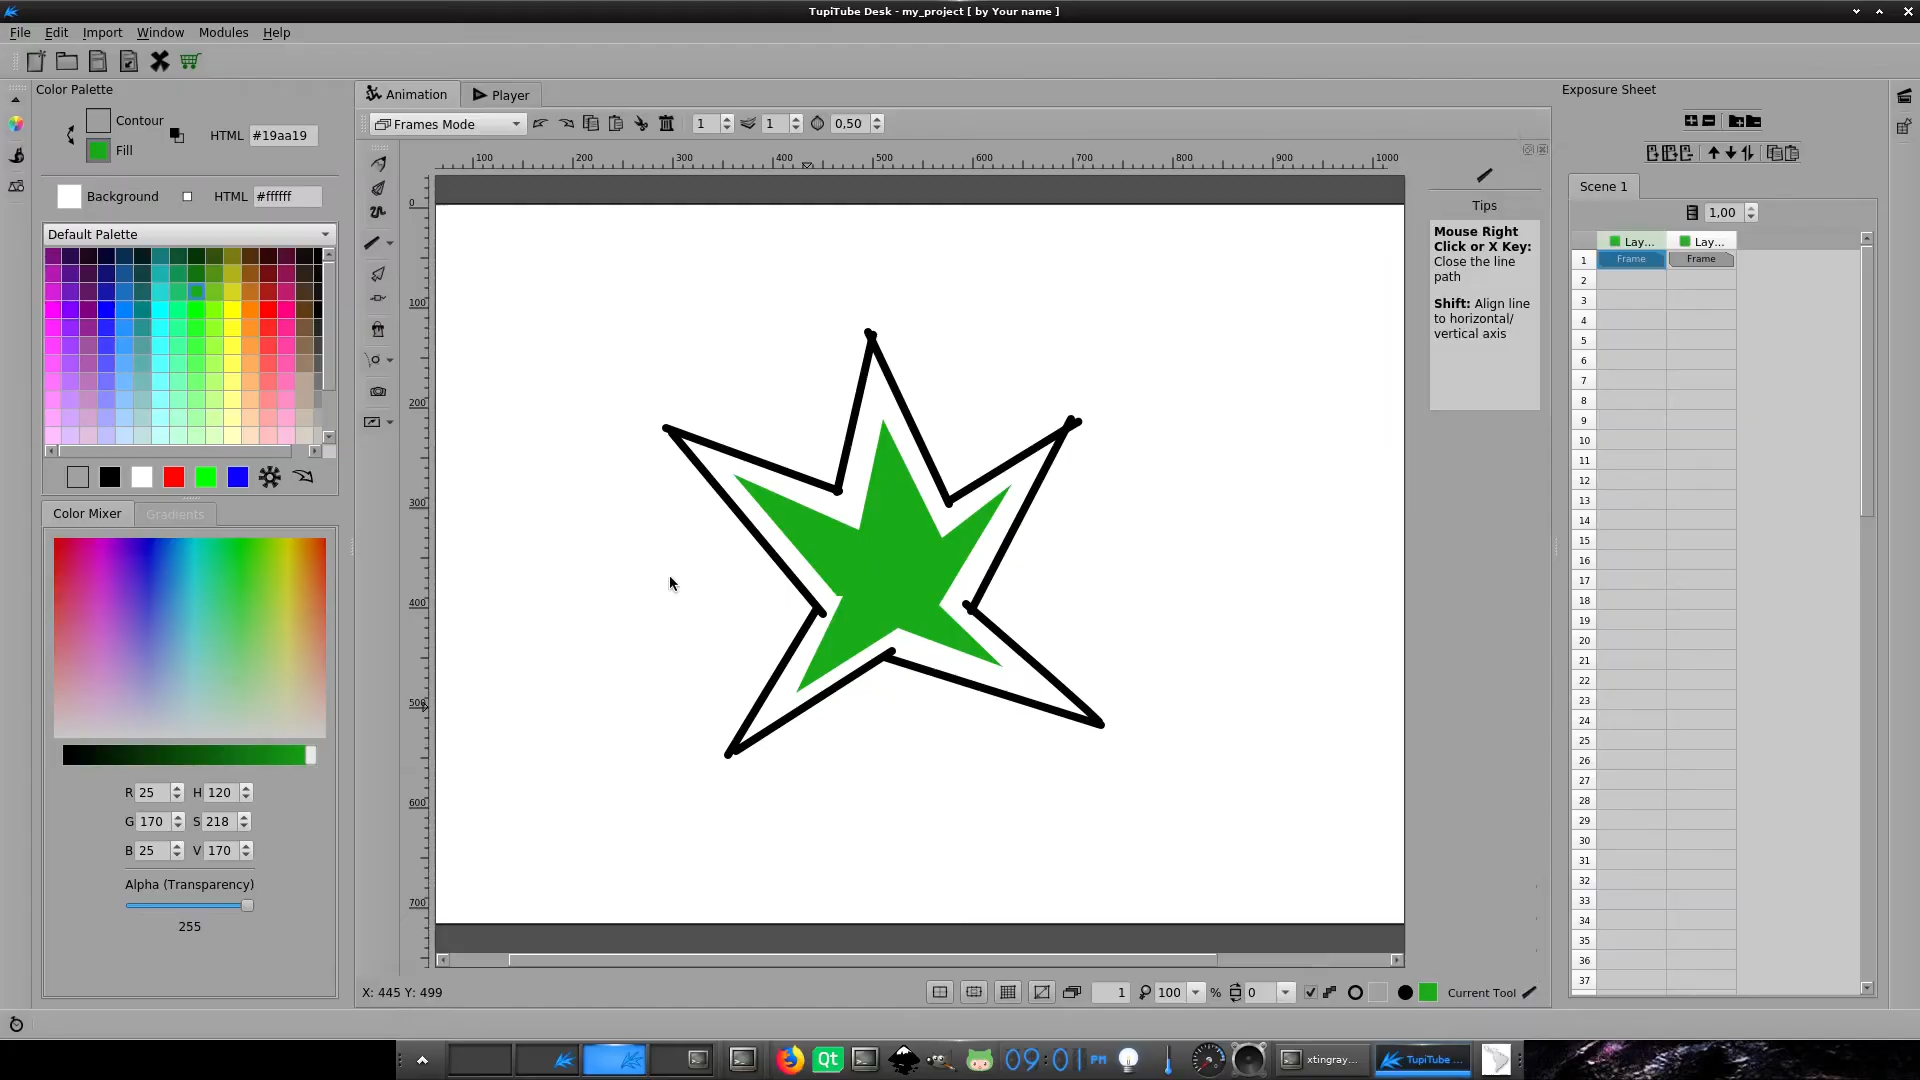 TupiTube Desk - my_project [ by Your name ]
File Edit Import Window Modules Help
Color Palette
Contour
Fill
HTML #19aa19
Background HTML #ffffff
Default Palette
Color Mixer Gradients
R 25 H 120
G 170 S 218
B 25 V 170
Alpha (Transparency)
255
Animation Player
Frames Mode 1 1 0,50
100 200 300 400 500 600 700 800 900 1000
0
100
200
300
400
500
600
700
Tips
Mouse Right
Click or X Key:
Close the line
path
Shift: Align line
to horizontal/
vertical axis
X: 445 Y: 499 1 100 % 0 Current Tool
Exposure Sheet
Scene 1
1,00
Lay... Lay...
1 Frame Frame
2
3
4
5
6
7
8
9
10
11
12
13
14
15
16
17
18
19
20
21
22
23
24
25
26
27
28
29
30
31
32
33
34
35
36
37
Qt 09:01 PM xtingray... TupiTube ...